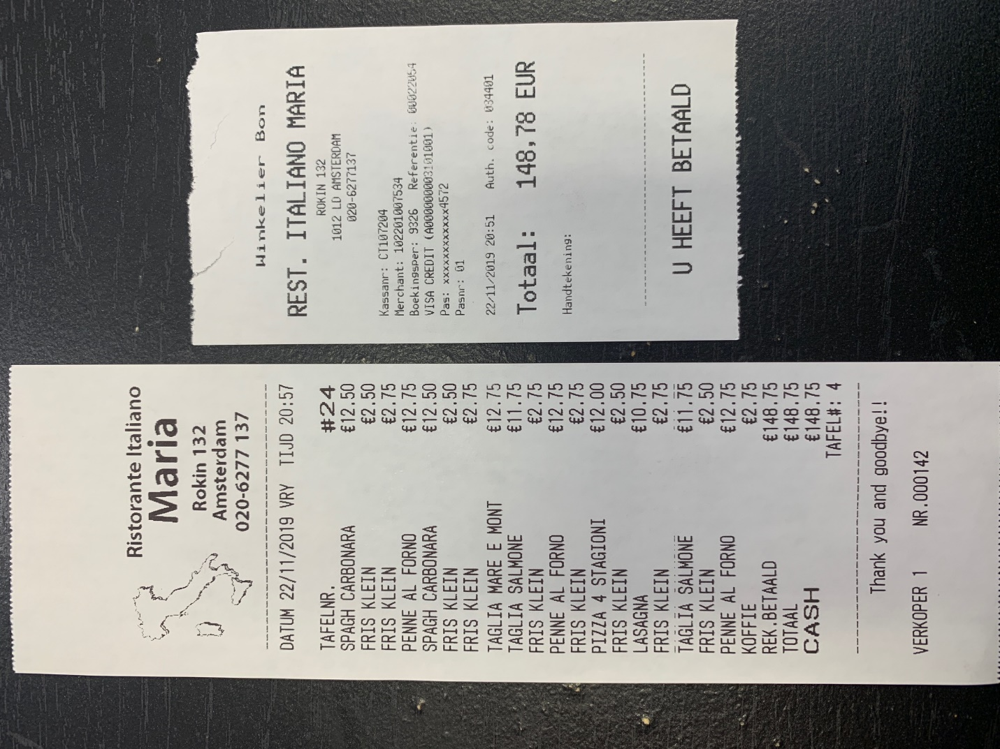 Winkelier Bon
REST. ITALIANO MARIA
ROKIN 132
1012 LD AMSTERDAM
020-6277137
Kassanr: CT107204
Merchant: 102201007534
Boekingsper: 9326 Referentie: 00022054
VISA CREDIT (A0000000031010​01)
Pas: xxxxxxxxxxxx4572
Pasnr: 01
22/11/2019 20:51 Auth. code: 034401
Totaal: 148,78 EUR
Handtekening:
U HEEFT BETAALD
Ristorante Italiano
Maria
Rokin 132
Amsterdam
020-6277 137
DATUM 22/11/2019 VRY TIJD 20:57
TAFELNR. #24
SPAGH CARBONARA €12.50
FRIS KLEIN €2.50
FRIS KLEIN €2.75
PENNE AL FORNO €12.75
SPAGH CARBONARA €12.50
FRIS KLEIN €2.50
FRIS KLEIN €2.75
TAGLIA MARE E MONT €12.75
TAGLIA SALMONE €11.75
FRIS KLEIN €2.75
PENNE AL FORNO €12.75
FRIS KLEIN €2.75
PIZZA 4 STAGIONI €12.00
FRIS KLEIN €2.50
LASAGNA €10.75
FRIS KLEIN €2.75
TAGLIA SALMONE €11.75
FRIS KLEIN €2.50
PENNE AL FORNO €12.75
KOFFIE €2.75
REK.BETAALD €148.75
TOTAAL €148.75
CASH €148.75
TAFEL#: 4
Thank you and goodbye!!
VERKOPER 1 NR.000142